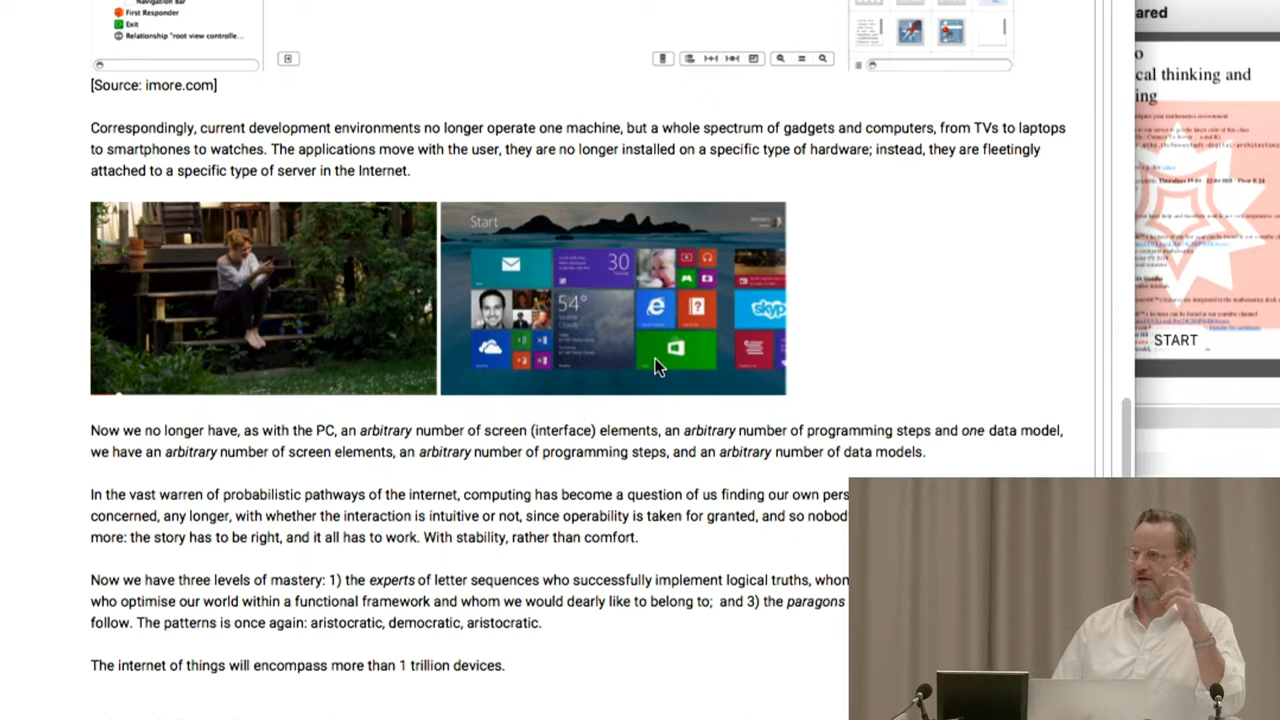 Navigation Bar
First Responder
Exit
Relationship "root view controlle...
[Source: imore.com]
Correspondingly, current development environments no longer operate one machine, but a whole spectrum of gadgets and computers, from TVs to laptops
to smartphones to watches. The applications move with the user, they are no longer installed on a specific type of hardware; instead, they are fleetingly
attached to a specific type of server in the Internet.
Start
30
54°
Cloudy
skype
Now we no longer have, as with the PC, an arbitrary number of screen (interface) elements, an arbitrary number of programming steps and one data model,
we have an arbitrary number of screen elements, an arbitrary number of programming steps, and an arbitrary number of data models.
In the vast warren of probabilistic pathways of the internet, computing has become a question of us finding our own pers
concerned, any longer, with whether the interaction is intuitive or not, since operability is taken for granted, and so nobod
more: the story has to be right, and it all has to work. With stability, rather than comfort.
Now we have three levels of mastery: 1) the experts of letter sequences who successfully implement logical truths, whon
who optimise our world within a functional framework and whom we would dearly like to belong to; and 3) the paragons
follow. The patterns is once again: aristocratic, democratic, aristocratic.
The internet of things will encompass more than 1 trillion devices.
ared
o
cal thinking and
ing
START